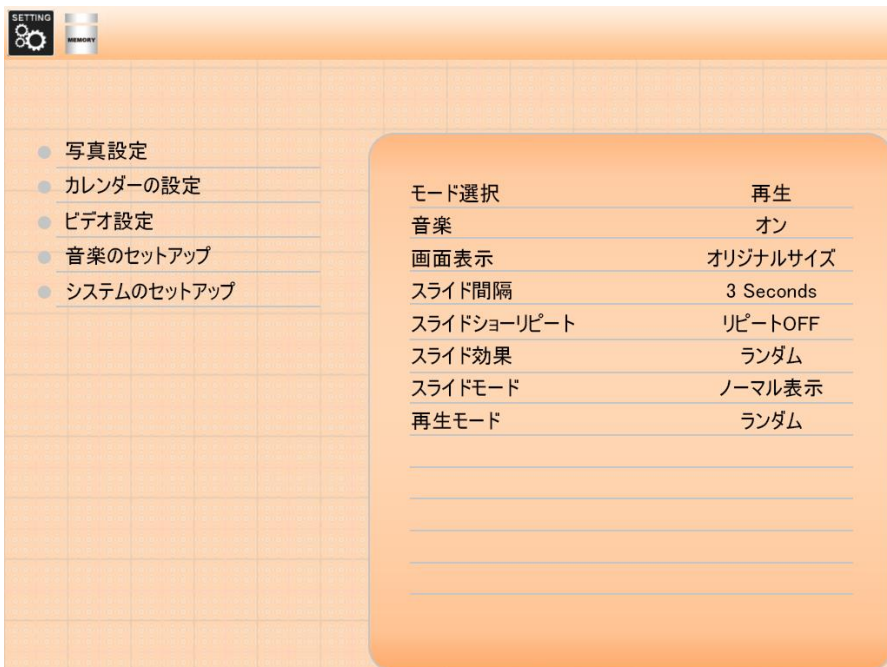 SETTING
MEMORY
写真設定
カレンダーの設定
ビデオ設定
音楽のセットアップ
システムのセットアップ
モード選択 再生
音楽 オン
画面表示 オリジナルサイズ
スライド間隔 3 Seconds
スライドショーリピート リピートOFF
スライド効果 ランダム
スライドモード ノーマル表示
再生モード ランダム